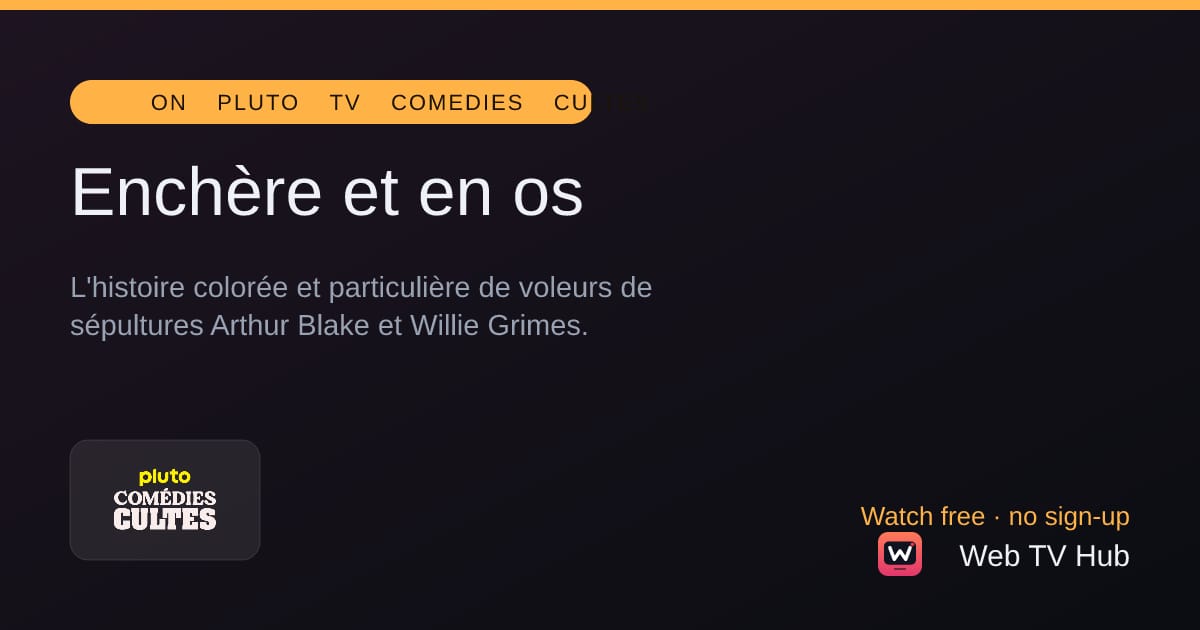 ON PLUTO TV COMEDIES CU
Enchère et en os
L'histoire colorée et particulière de voleurs de
sépultures Arthur Blake et Willie Grimes.
pluto
COMÉDIES
CULTES
Watch free · no sign-up
W
Web TV Hub